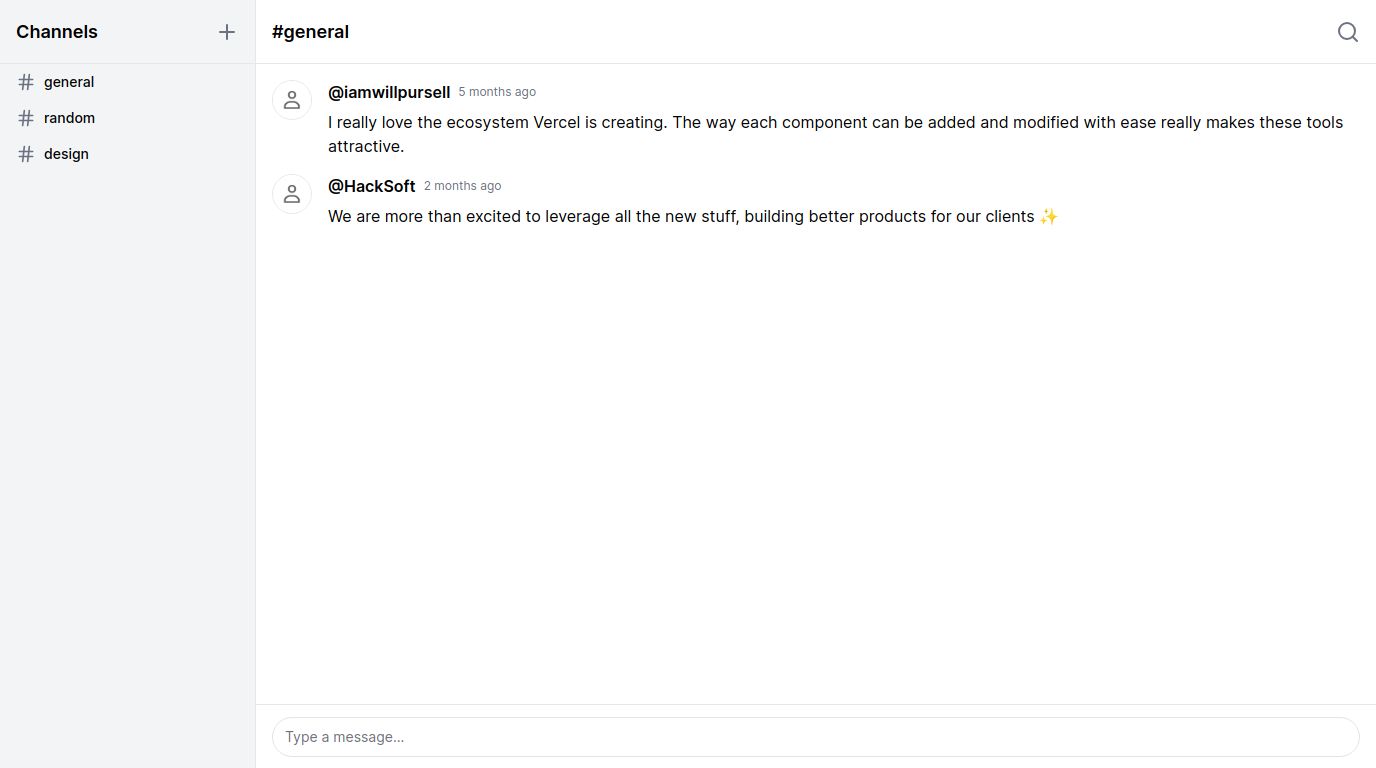 Channels
general
random
design
#general
@iamwillpursell 5 months ago
I really love the ecosystem Vercel is creating. The way each component can be added and modified with ease really makes these tools
attractive.
@HackSoft 2 months ago
We are more than excited to leverage all the new stuff, building better products for our clients ✨
Type a message...